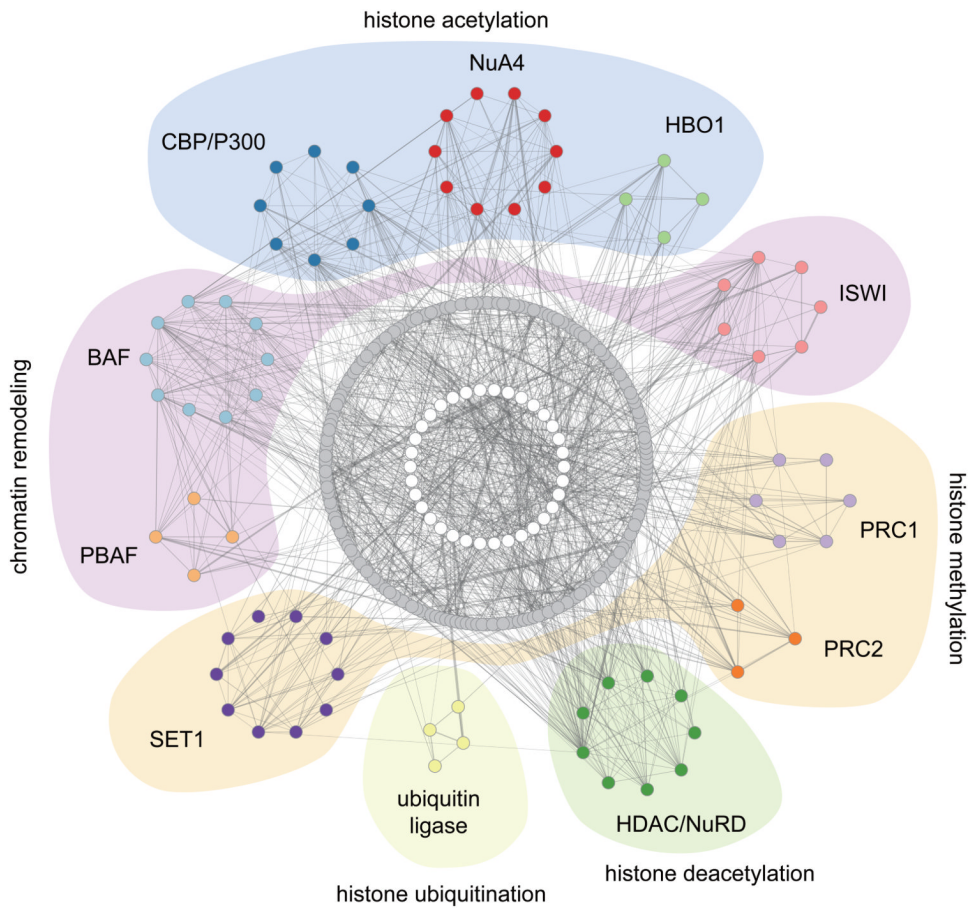 histone acetylation
NuA4
CBP/P300
HBO1
ISWI
BAF
chromatin remodeling
PBAF
PRC1
histone methylation
PRC2
SET1
ubiquitin
ligase
HDAC/NuRD
histone deacetylation
histone ubiquitination